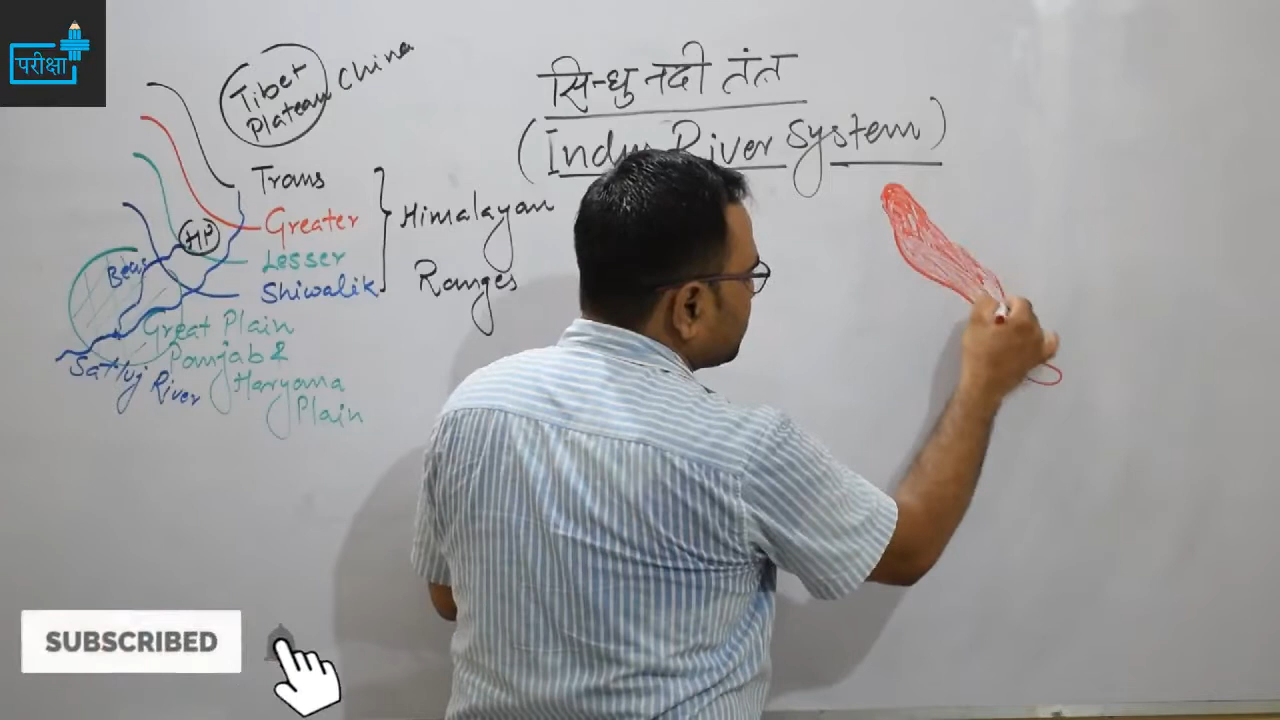 परीक्षा
सिन्धु नदी तंत्र
(Indus River System)
Tibet
Plateau
China
Trans
Greater
Lesser
Shiwalik
Himalayan
Ranges
HP
Beas
Great Plain
Punjab &
Haryana
Plain
Satluj River
SUBSCRIBED